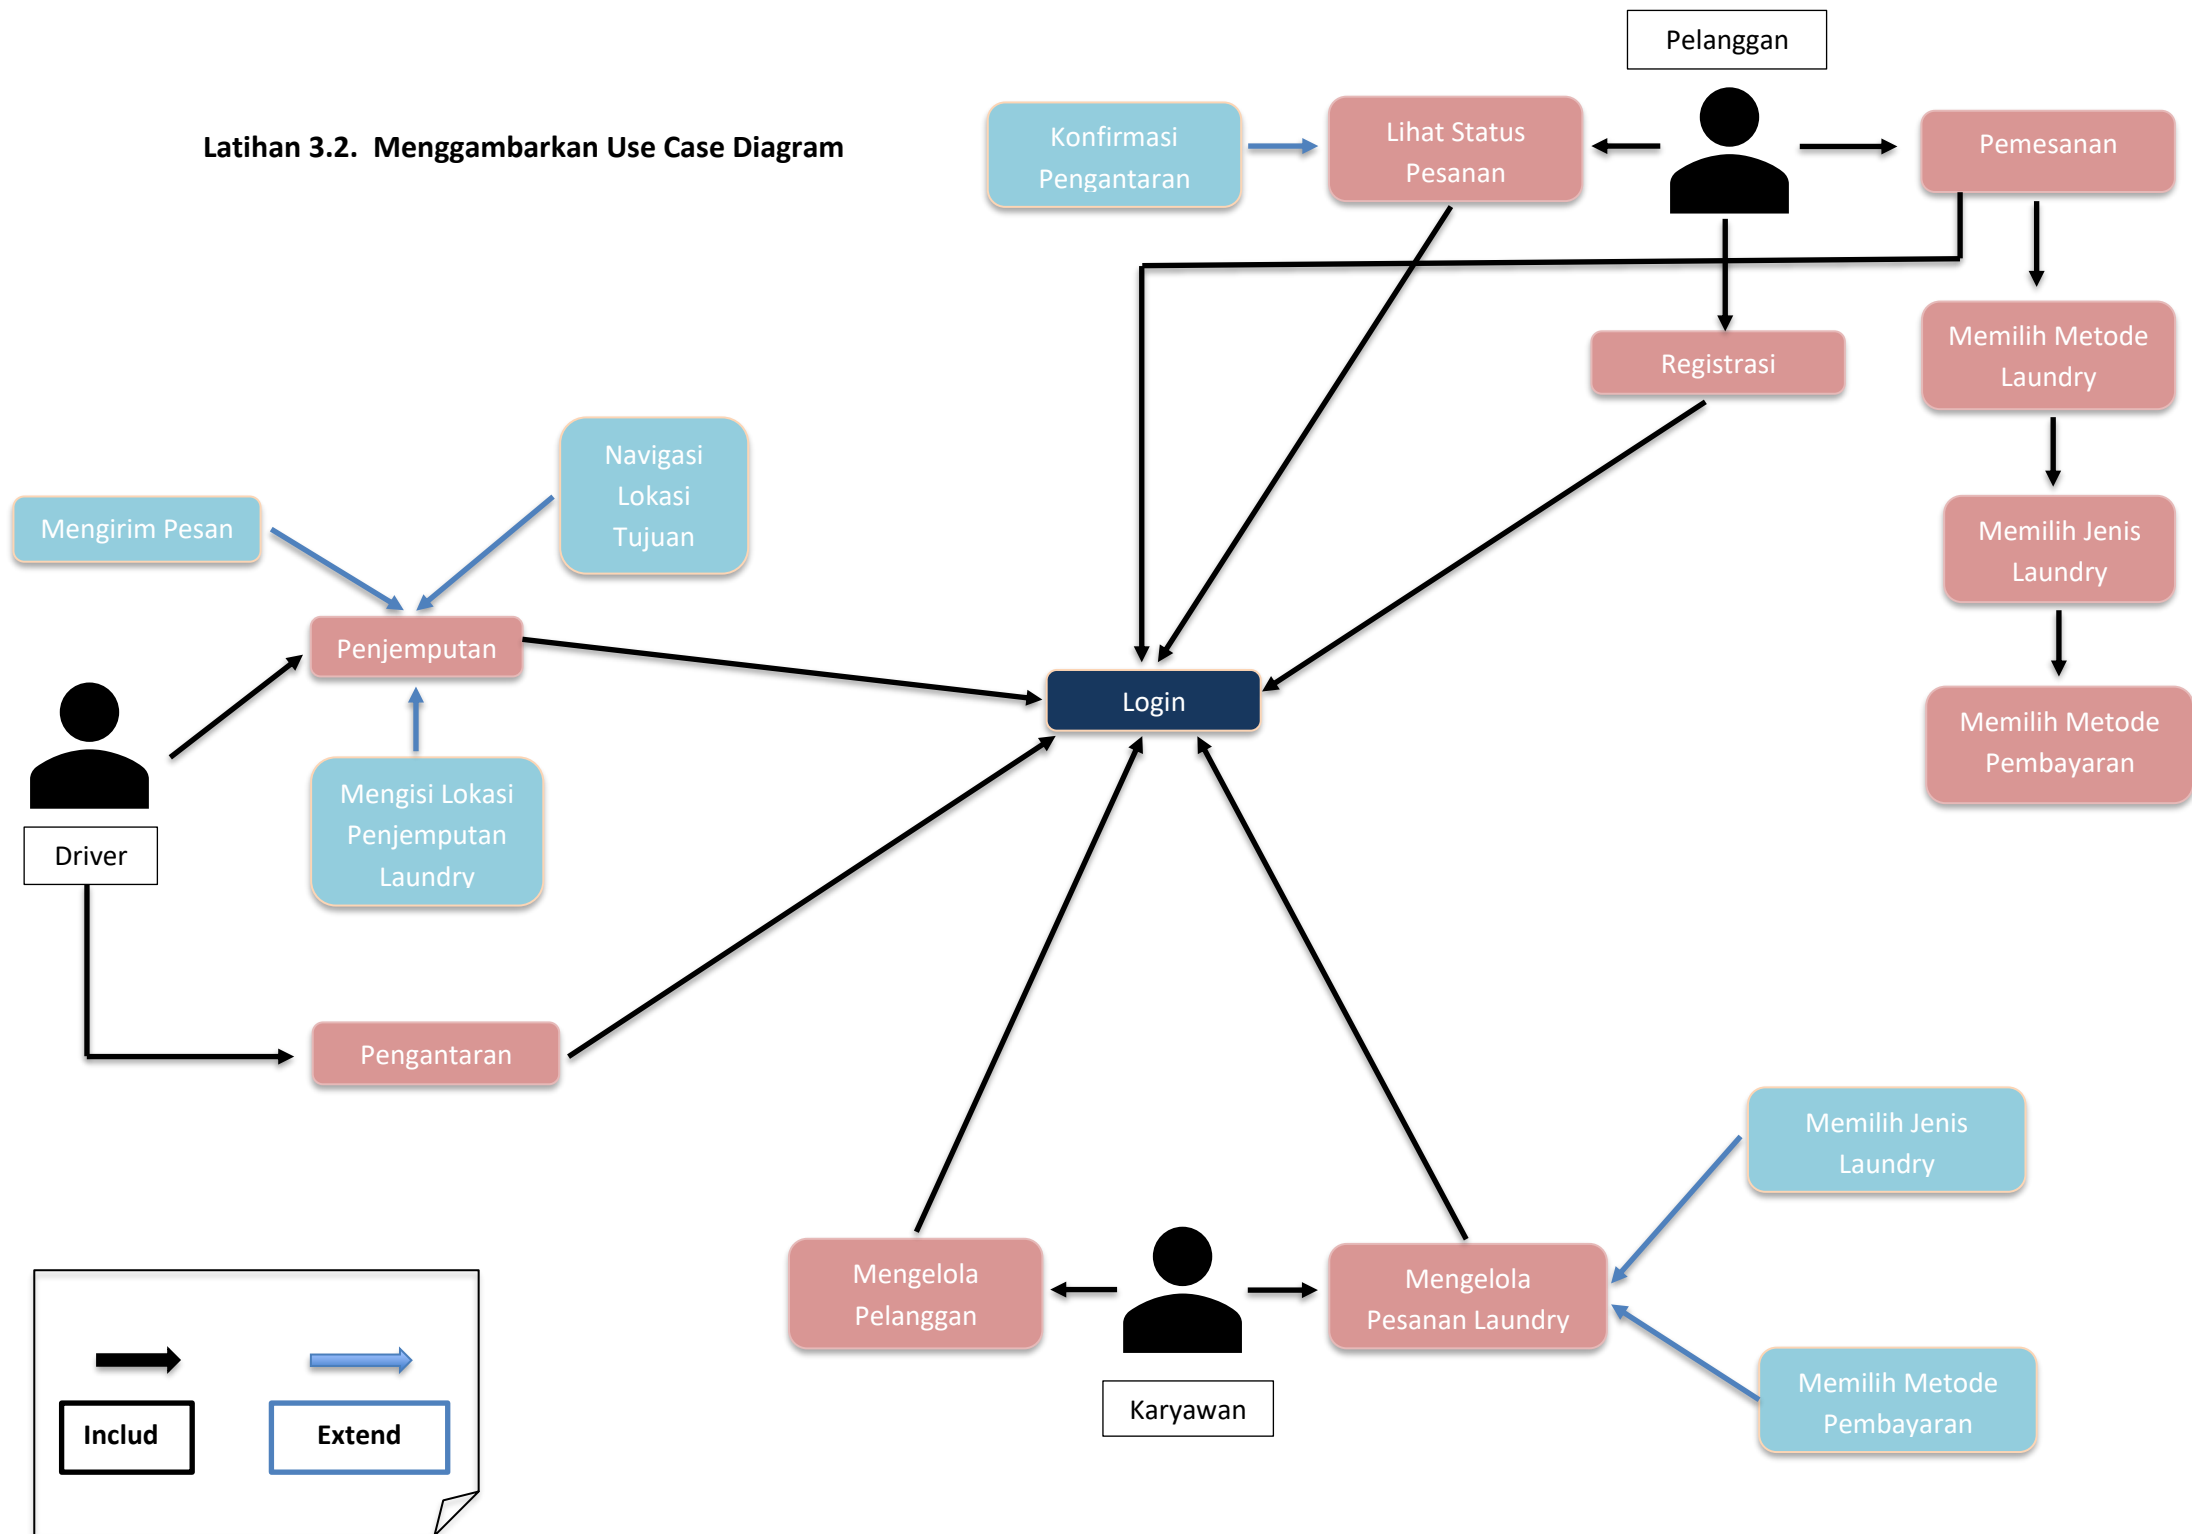 Pelanggan
Latihan 3.2.  Menggambarkan Use Case Diagram
Konfirmasi
Pengantaran
Lihat Status
Pesanan
Pemesanan
Registrasi
Memilih Metode
Laundry
Navigasi
Lokasi
Tujuan
Mengirim Pesan
Memilih Jenis
Laundry
Penjemputan
Login
Memilih Metode
Pembayaran
Mengisi Lokasi
Penjemputan
Laundry
Driver
Pengantaran
Memilih Jenis
Laundry
Mengelola
Pelanggan
Mengelola
Pesanan Laundry
Karyawan
Memilih Metode
Pembayaran
Includ
Extend